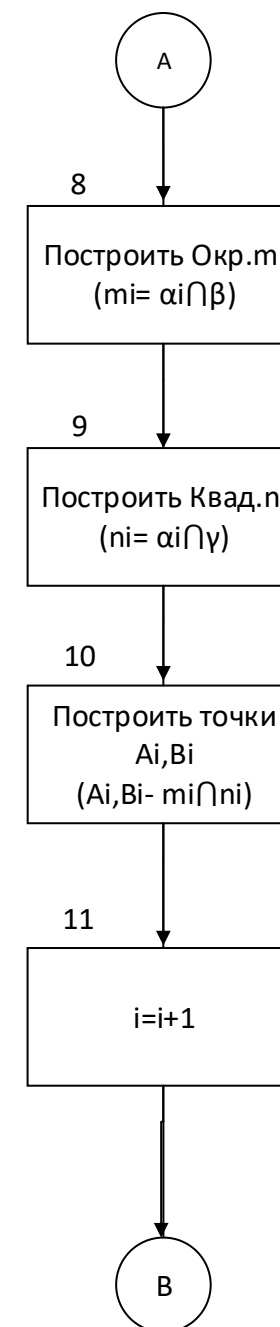 A
8
Построить Окр.m
(mi= αi⋂β)
9
Построить Квад.n
(ni= αi⋂γ)
10
Построить точки
Ai,Bi
(Ai,Bi- mi⋂ni)
11
i=i+1
B